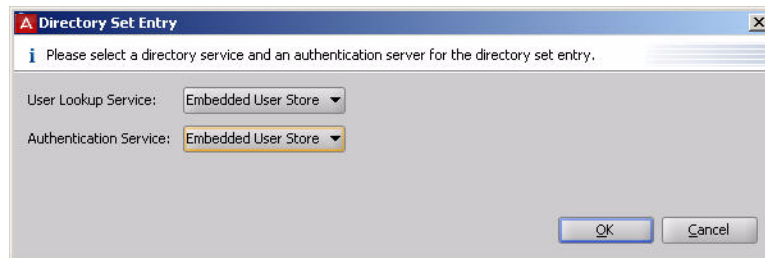 Directory Set Entry
Please select a directory service and an authentication server for the directory set entry.
User Lookup Service: Embedded User Store
Authentication Service: Embedded User Store
OK Cancel